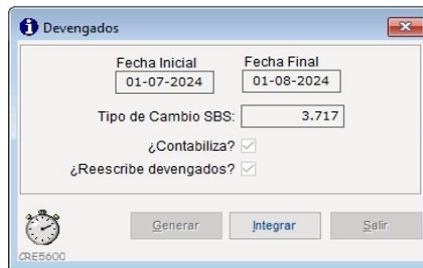 Devengados
Fecha Inicial Fecha Final
01-07-2024 01-08-2024
Tipo de Cambio SBS: 3.717
¿Contabiliza?
¿Reescribe devengados?
Generar Integrar Salir
CRE5600